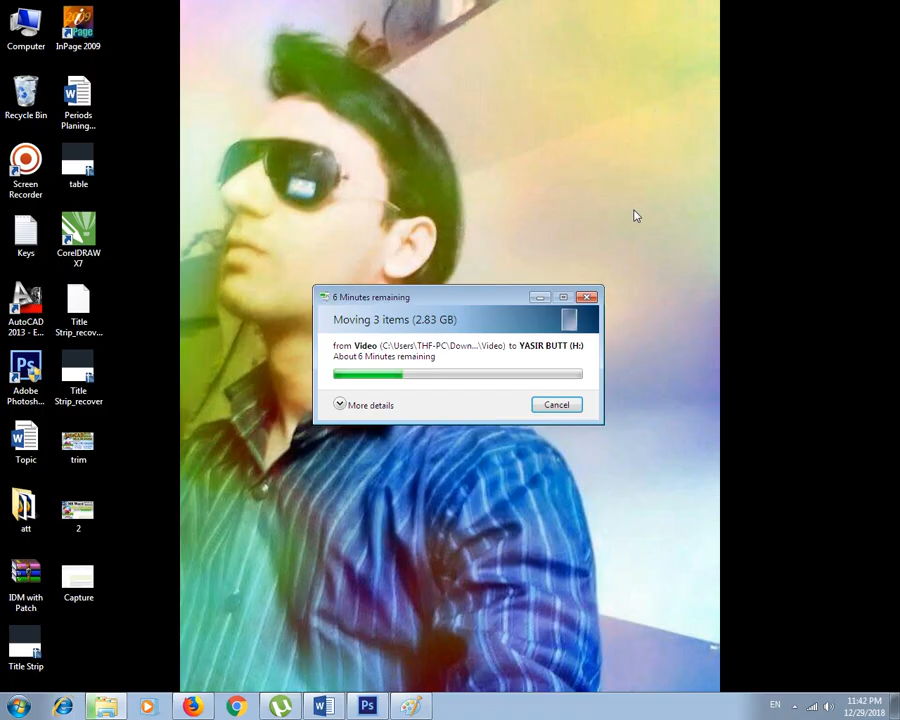 Computer
InPage 2009
Recycle Bin
Periods
Planing...
Screen
Recorder
table
Keys
CorelDRAW
X7
AutoCAD
2013 - E...
Title
Strip_recov...
Adobe
Photosh...
Title
Strip_recover
Topic
trim
att
2
IDM with
Patch
Capture
Title Strip
6 Minutes remaining
Moving 3 items (2.83 GB)
from Video (C:\Users\THF-PC\Down...\Video) to YASIR BUTT (H:)
About 6 Minutes remaining
More details
Cancel
EN
11:42 PM
12/29/2018